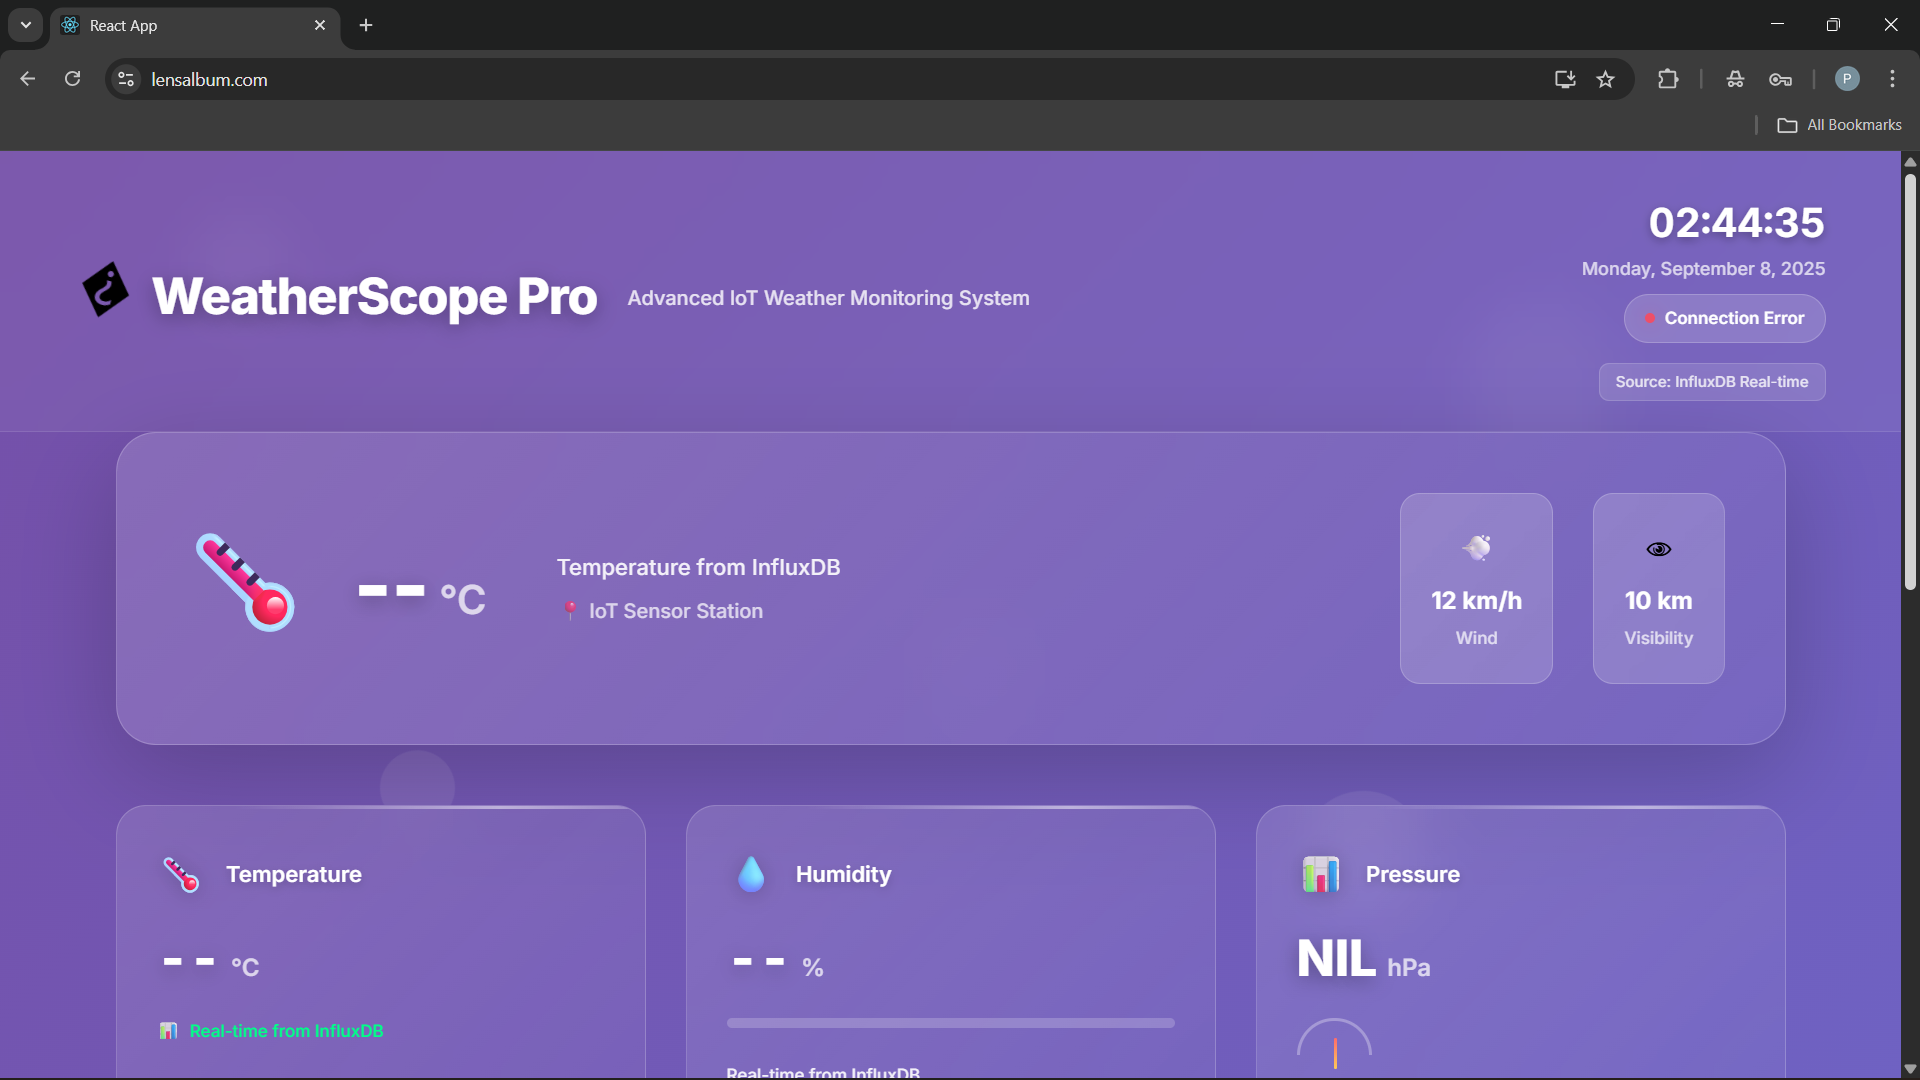 React App
lensalbum.com
P
All Bookmarks
02:44:35
Monday, September 8, 2025
WeatherScope Pro
Advanced IoT Weather Monitoring System
Connection Error
Source: InfluxDB Real-time
-- °C
Temperature from InfluxDB
IoT Sensor Station
12 km/h
Wind
10 km
Visibility
Temperature
-- °C
Real-time from InfluxDB
Humidity
-- %
Real-time from InfluxDB
Pressure
NIL hPa